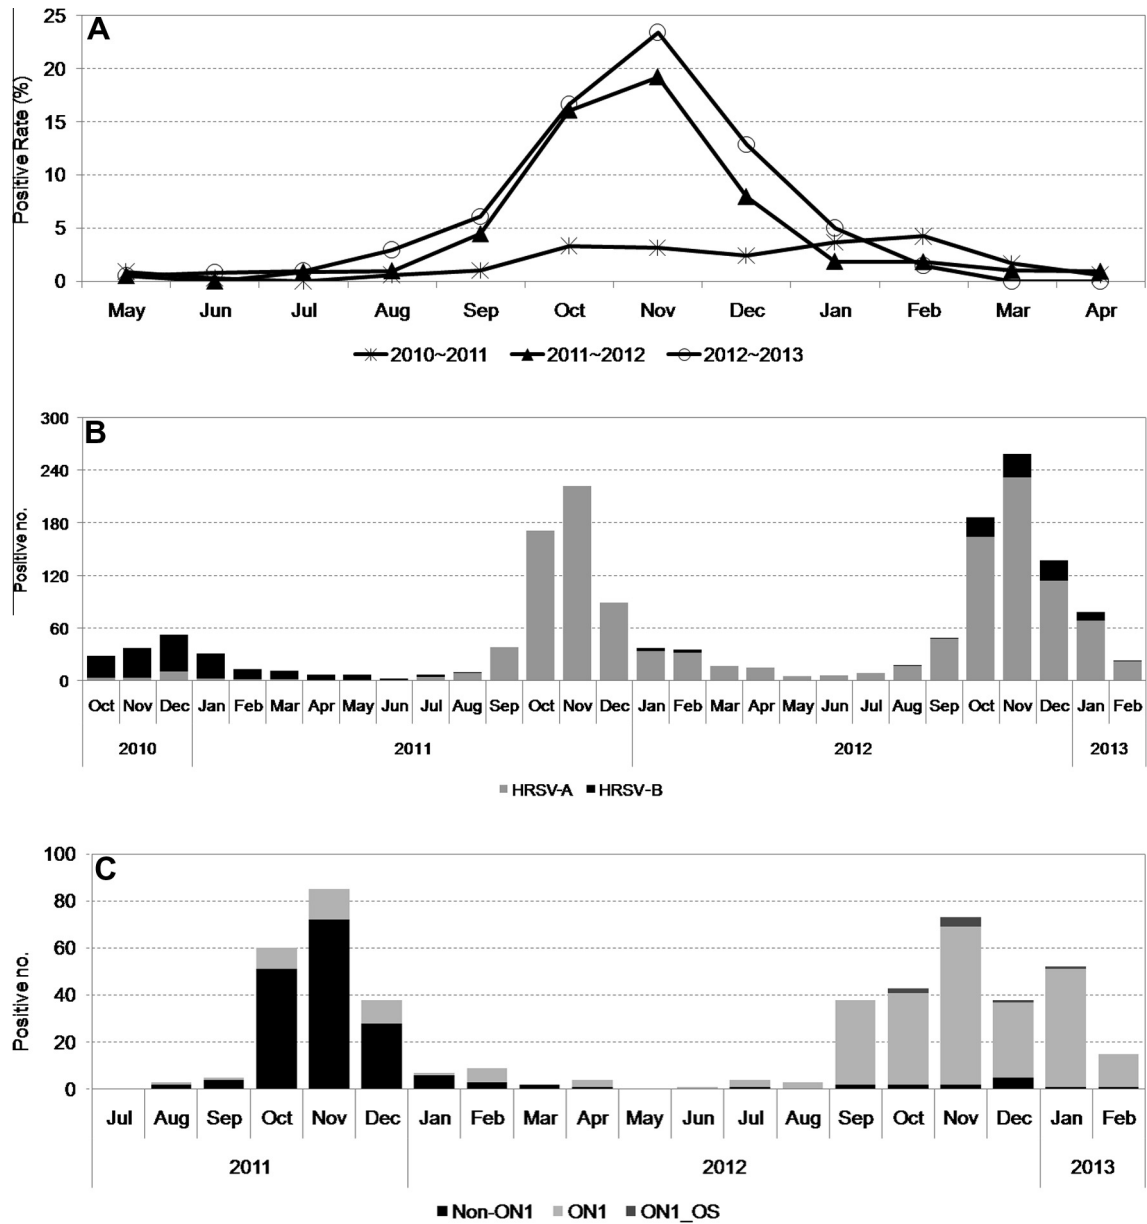 A
25
20
15
10
5
0
Positive Rate (%)
May Jun Jul Aug Sep Oct Nov Dec Jan Feb Mar Apr
2010~2011 2011~2012 2012~2013
B
300
240
180
120
60
0
Positive no.
Oct Nov Dec Jan Feb Mar Apr May Jun Jul Aug Sep Oct Nov Dec Jan Feb Mar Apr May Jun Jul Aug Sep Oct Nov Dec Jan Feb
2010 2011 2012 2013
HRSV-A HRSV-B
C
100
80
60
40
20
0
Positive no.
Jul Aug Sep Oct Nov Dec Jan Feb Mar Apr May Jun Jul Aug Sep Oct Nov Dec Jan Feb
2011 2012 2013
Non-ON1 ON1 ON1_OS